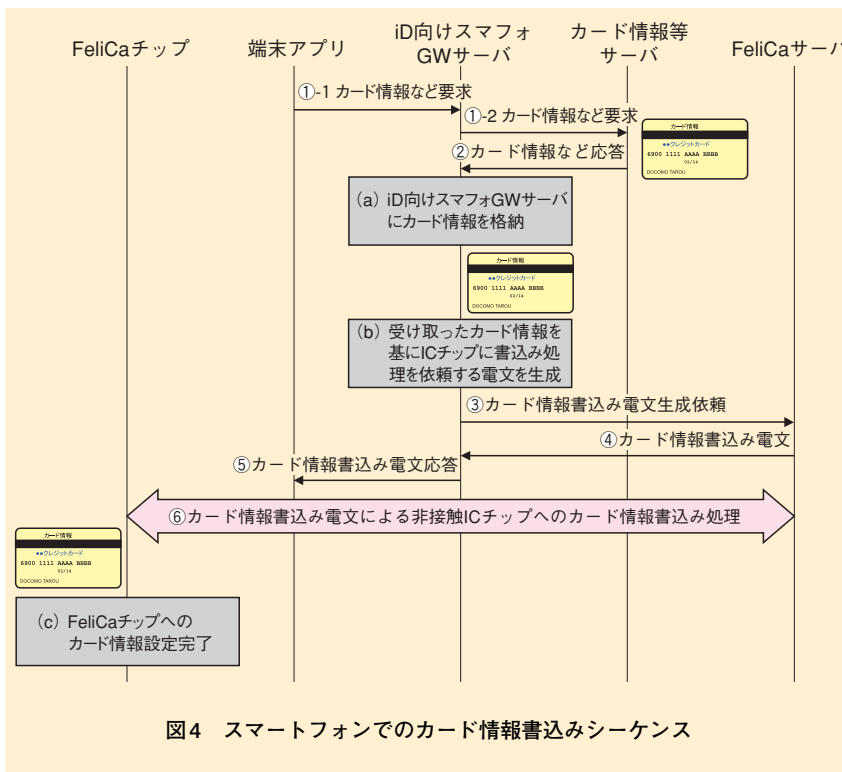 FeliCaチップ
端末アプリ
iD向けスマフォ
GWサーバ
カード情報等
サーバ
FeliCaサーバ
①-1 カード情報など要求
①-2 カード情報など要求
②カード情報など応答
カード情報
●●クレジットカード
6900 1111 AAAA BBBB
02/14
DOCOMO TAROU
(a) iD向けスマフォGWサーバ
にカード情報を格納
カード情報
●●クレジットカード
6900 1111 AAAA BBBB
02/14
DOCOMO TAROU
(b) 受け取ったカード情報を
基にICチップに書込み処
理を依頼する電文を生成
③カード情報書込み電文生成依頼
④カード情報書込み電文
⑤カード情報書込み電文応答
⑥カード情報書込み電文による非接触ICチップへのカード情報書込み処理
カード情報
●●クレジットカード
6900 1111 AAAA BBBB
02/14
DOCOMO TAROU
(c) FeliCaチップへの
カード情報設定完了
図4 スマートフォンでのカード情報書込みシーケンス